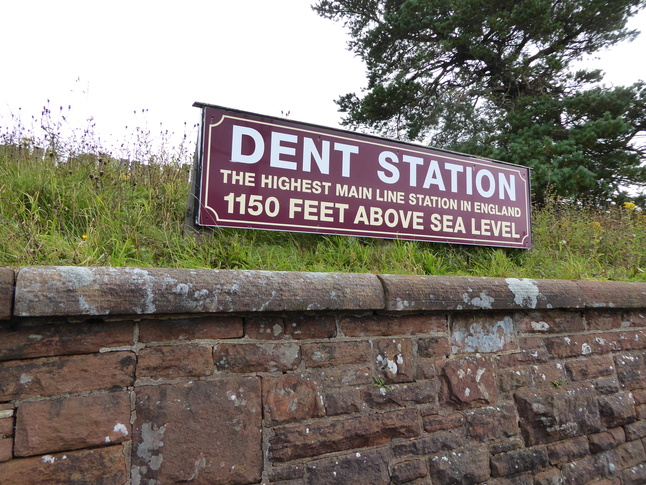 DENT STATION
THE HIGHEST MAIN LINE STATION IN ENGLAND
1150 FEET ABOVE SEA LEVEL